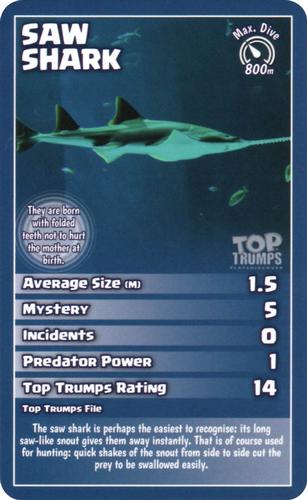 SAW
SHARK
Max. Dive
800m
They are born
with folded
teeth not to hurt
the mother at
birth.
TOP
TRUMPS
Average Size (M) 1.5
Mystery 5
Incidents 0
Predator Power 1
Top Trumps Rating 14
Top Trumps File
The saw shark is perhaps the easiest to recognise: its long
saw-like snout gives them away instantly. That is of course used
for hunting: quick shakes of the snout from side to side cut the
prey to be swallowed easily.